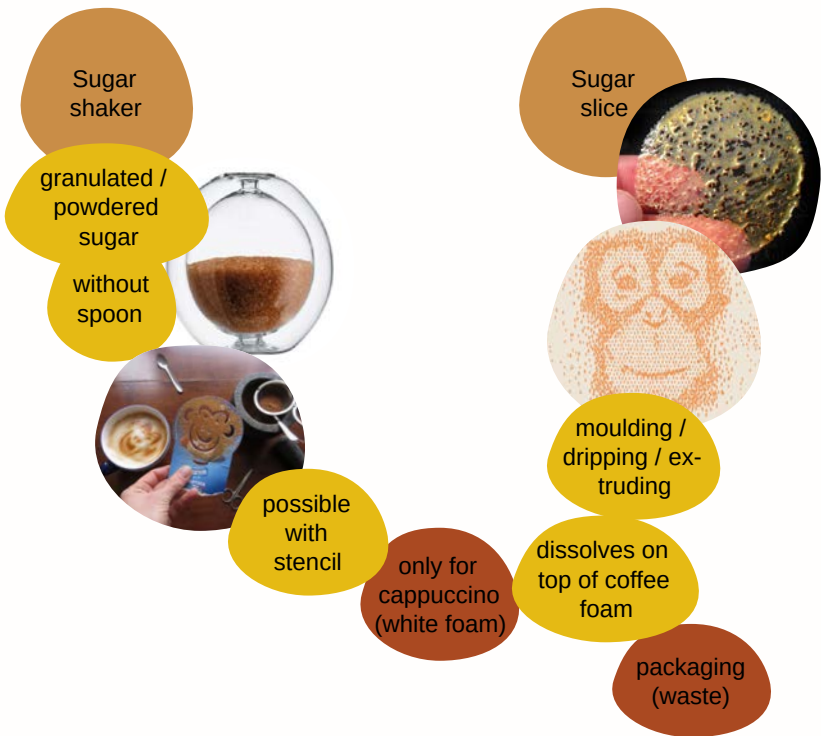 Sugar
shaker
granulated /
powdered
sugar
without
spoon
possible
with
stencil
only for
cappuccino
(white foam)
Sugar
slice
moulding /
dripping / ex-
truding
dissolves on
top of coffee
foam
packaging
(waste)